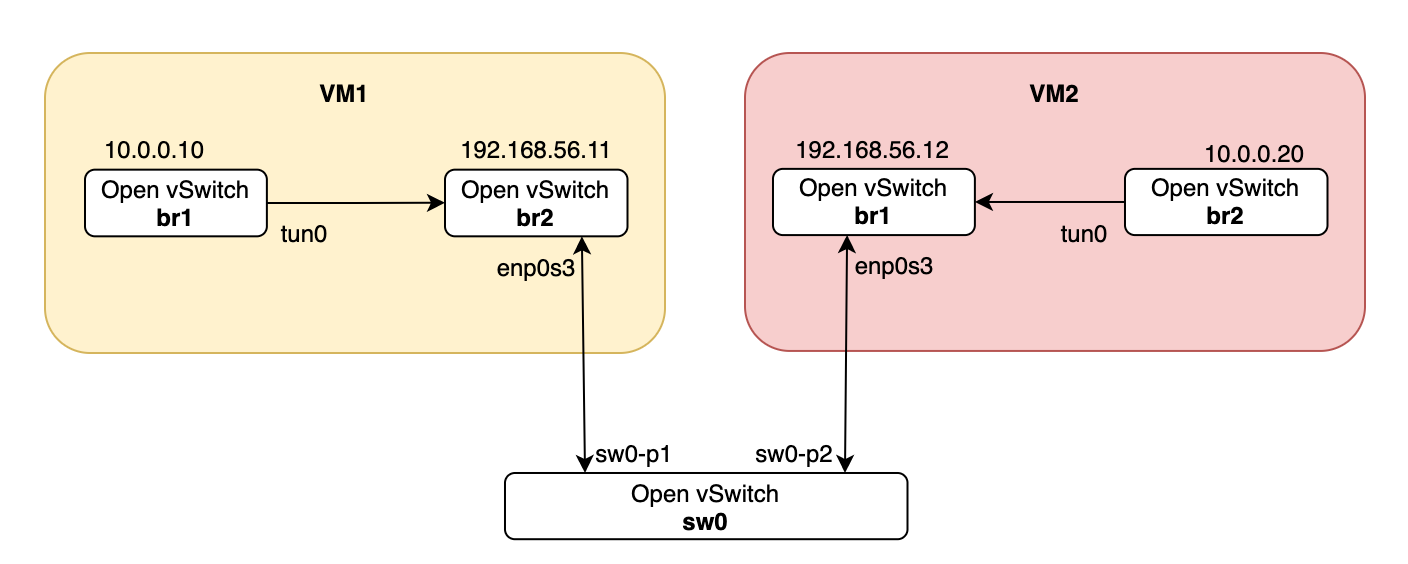 VM1
10.0.0.10
Open vSwitch
br1
tun0
192.168.56.11
Open vSwitch
br2
enp0s3
VM2
192.168.56.12
Open vSwitch
br1
enp0s3
10.0.0.20
Open vSwitch
br2
tun0
sw0-p1
sw0-p2
Open vSwitch
sw0